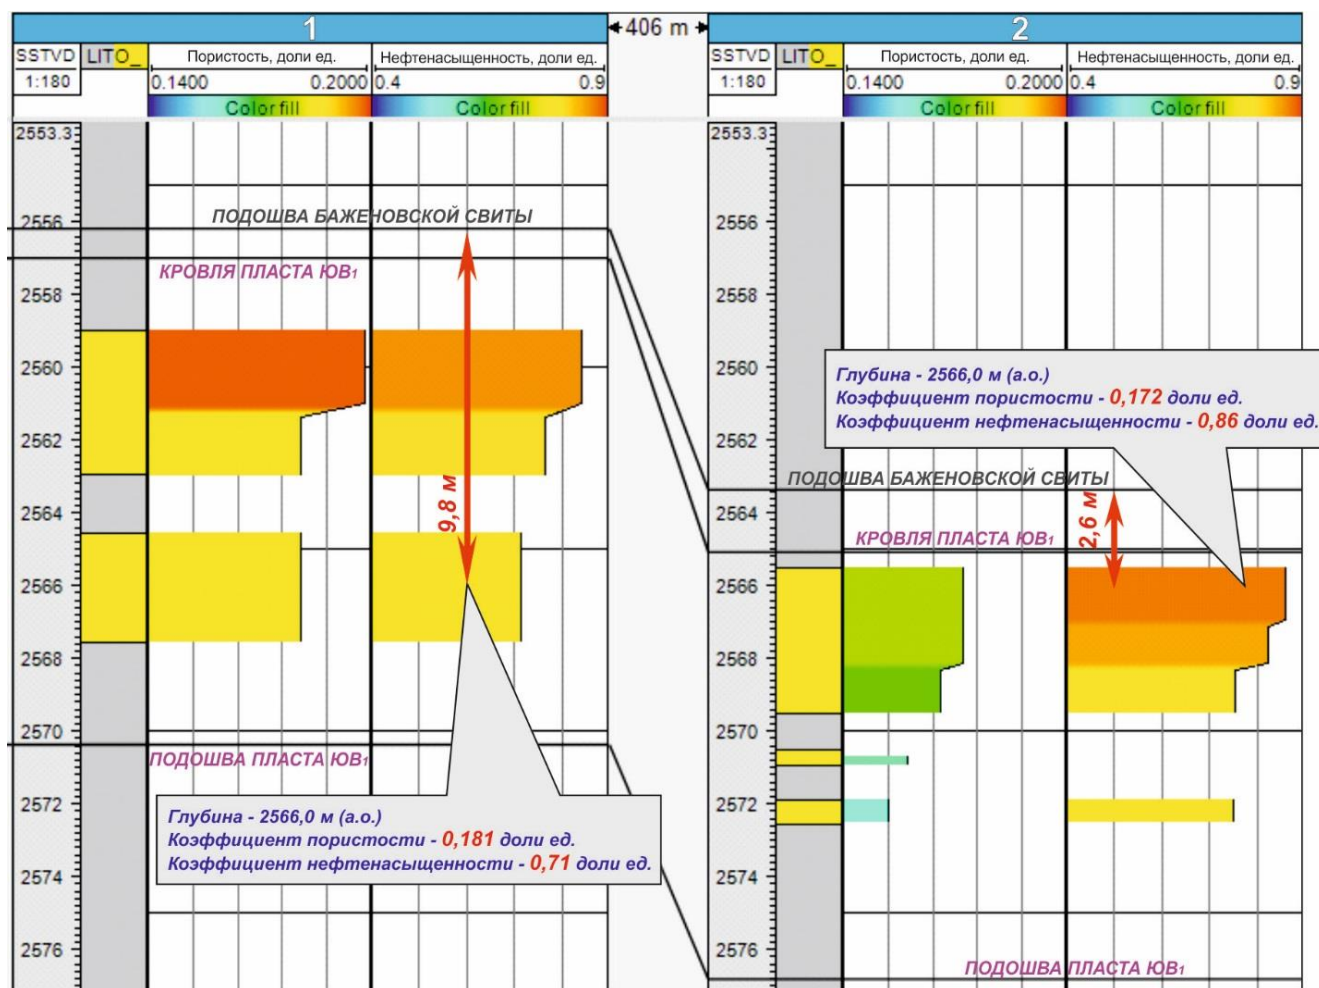 1
406 m
2
SSTVD
LITO_
Пористость, доли ед.
Нефтенасыщенность, доли ед.
SSTVD
LITO_
Пористость, доли ед.
Нефтенасыщенность, доли ед.
1:180
0.1400
0.2000
0.4
0.9
1:180
0.1400
0.2000
0.4
0.9
Color fill
Color fill
Color fill
Color fill
2553.3
2556
2558
2560
2562
2564
2566
2568
2570
2572
2574
2576
ПОДОШВА БАЖЕНОВСКОЙ СВИТЫ
КРОВЛЯ ПЛАСТА ЮВ₁
9,8 м
ПОДОШВА ПЛАСТА ЮВ₁
Глубина - 2566,0 м (а.о.)
Коэффициент пористости - 0,181 доли ед.
Коэффициент нефтенасыщенности - 0,71 доли ед.
2553.3
2556
2558
2560
2562
2564
2566
2568
2570
2572
2574
2576
Глубина - 2566,0 м (а.о.)
Коэффициент пористости - 0,172 доли ед.
Коэффициент нефтенасыщенности - 0,86 доли ед.
ПОДОШВА БАЖЕНОВСКОЙ СВИТЫ
КРОВЛЯ ПЛАСТА ЮВ₁
2,6 м
ПОДОШВА ПЛАСТА ЮВ₁